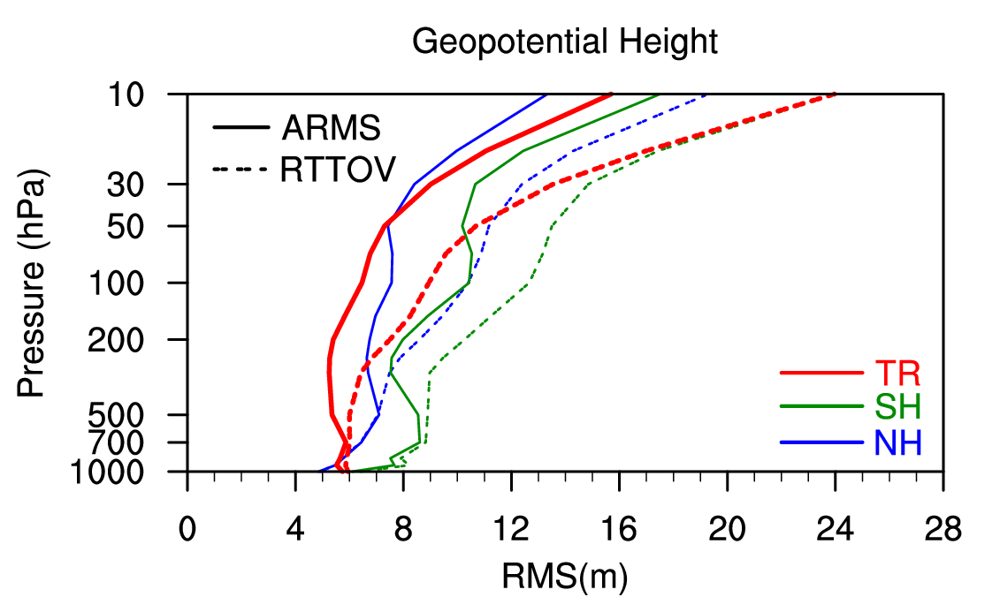 Geopotential Height
10
30
50
100
200
500
700
1000
Pressure (hPa)
ARMS
RTTOV
TR
SH
NH
0 4 8 12 16 20 24 28
RMS(m)